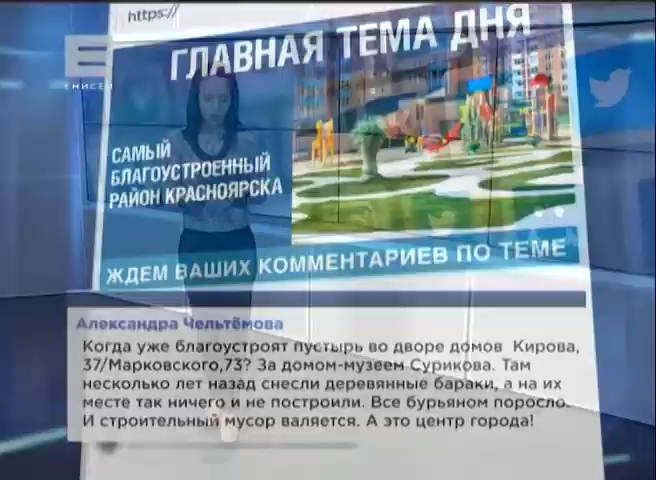 https://
ЕНИСЕЙ
ГЛАВНАЯ ТЕМА ДНЯ
САМЫЙ
БЛАГОУСТРОЕННЫЙ
РАЙОН КРАСНОЯРСКА
ЖДЕМ ВАШИХ КОММЕНТАРИЕВ ПО ТЕМЕ
Александра Чельтёмова
Когда уже благоустроят пустырь во дворе домов Кирова,
37/Марковского,73? За домом-музеем Сурикова. Там
несколько лет назад снесли деревянные бараки, а на их
месте так ничего и не построили. Все бурьяном поросло.
И строительный мусор валяется. А это центр города!